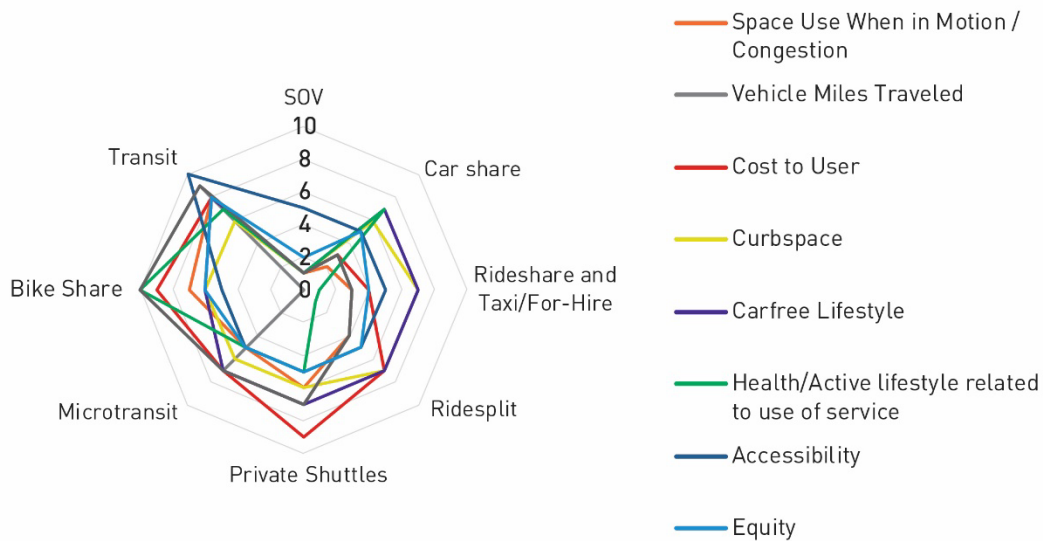 SOV
10
8
6
4
2
0
Transit
Car share
Bike Share
Rideshare and
Taxi/For-Hire
Microtransit
Ridesplit
Private Shuttles
Space Use When in Motion /
Congestion
Vehicle Miles Traveled
Cost to User
Curbspace
Carfree Lifestyle
Health/Active lifestyle related
to use of service
Accessibility
Equity